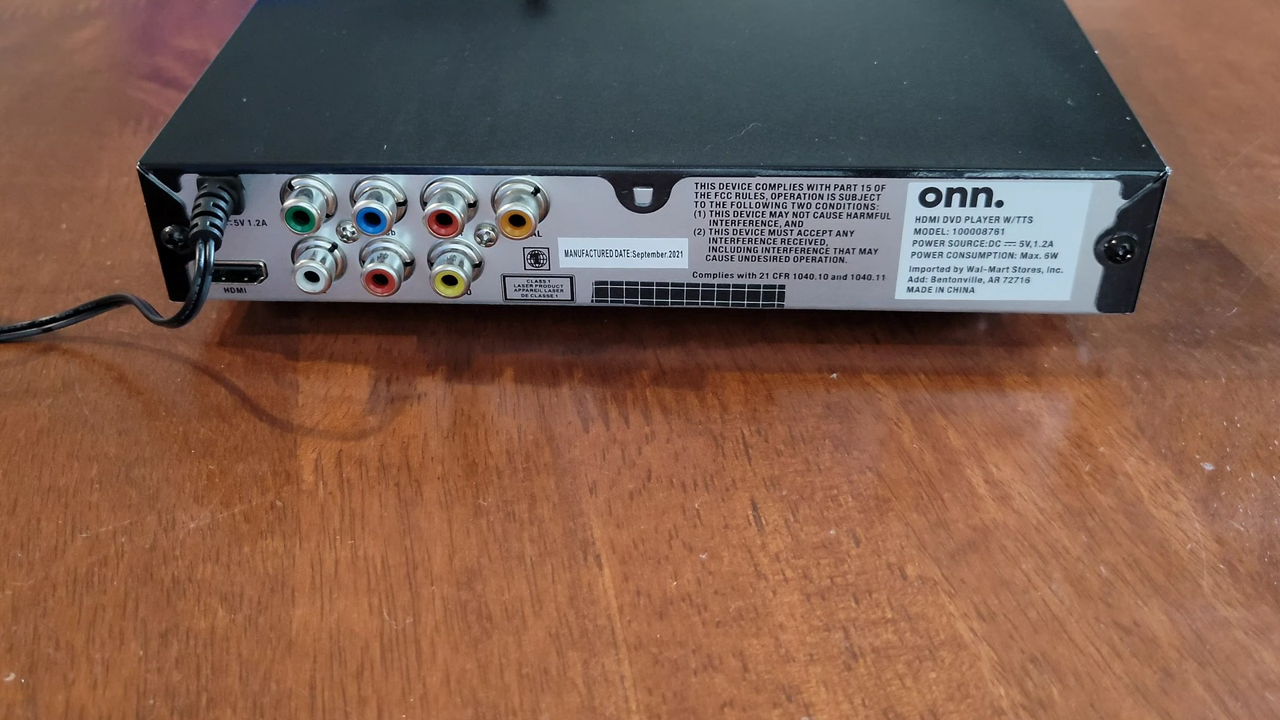 5V 1.2A
HDMI
MANUFACTURED DATE:September.2021
CLASS 1
LASER PRODUCT
APPAREIL LASER
DE CLASSE 1
THIS DEVICE COMPLIES WITH PART 15 OF
THE FCC RULES, OPERATION IS SUBJECT
TO THE FOLLOWING TWO CONDITIONS:
(1) THIS DEVICE MAY NOT CAUSE HARMFUL
INTERFERENCE, AND
(2) THIS DEVICE MUST ACCEPT ANY
INTERFERENCE RECEIVED,
INCLUDING INTERFERENCE THAT MAY
CAUSE UNDESIRED OPERATION.
Complies with 21 CFR 1040.10 and 1040.11
onn.
HDMI DVD PLAYER W/TTS
MODEL: 100008761
POWER SOURCE:DC ⎓ 5V,1.2A
POWER CONSUMPTION: Max. 6W
Imported by Wal-Mart Stores, Inc.
Add: Bentonville, AR 72716
MADE IN CHINA